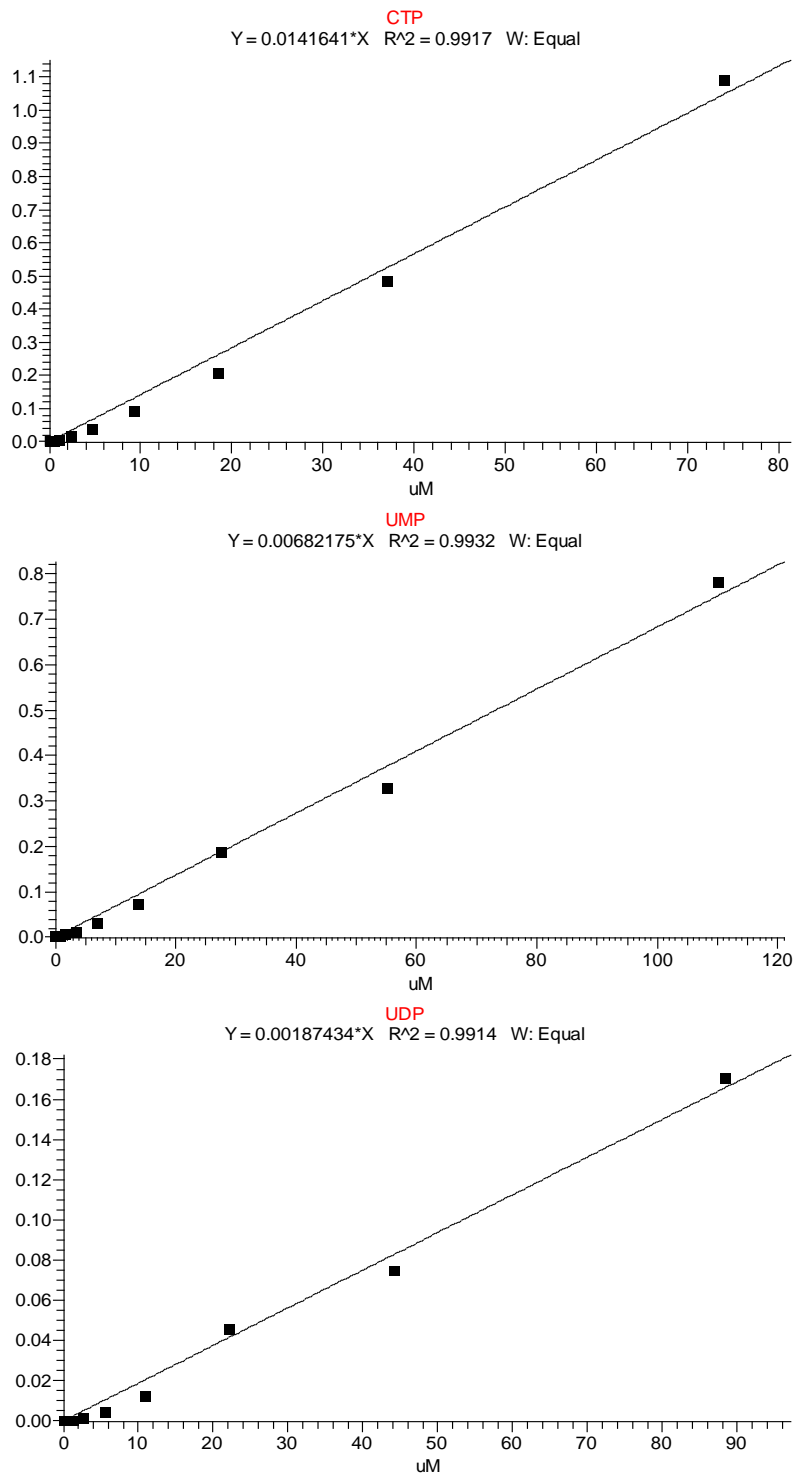 CTP
Y = 0.0141641*X R^2 = 0.9917 W: Equal
1.1
1.0
0.9
0.8
0.7
0.6
0.5
0.4
0.3
0.2
0.1
0.0
0 10 20 30 40 50 60 70 80
uM
UMP
Y = 0.00682175*X R^2 = 0.9932 W: Equal
0.8
0.7
0.6
0.5
0.4
0.3
0.2
0.1
0.0
0 20 40 60 80 100 120
uM
UDP
Y = 0.00187434*X R^2 = 0.9914 W: Equal
0.18
0.16
0.14
0.12
0.10
0.08
0.06
0.04
0.02
0.00
0 10 20 30 40 50 60 70 80 90
uM